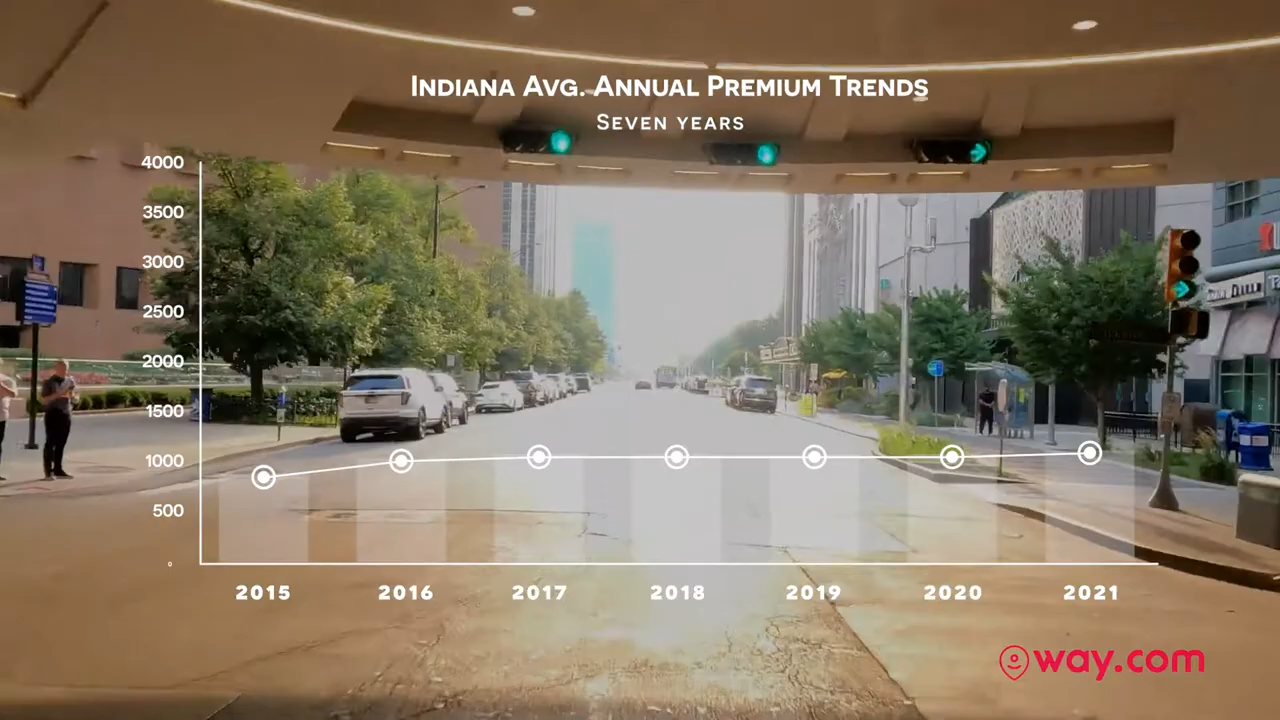 Indiana Avg. Annual Premium Trends
Seven years
4000
3500
3000
2500
2000
1500
1000
500
0
2015 2016 2017 2018 2019 2020 2021
way.com